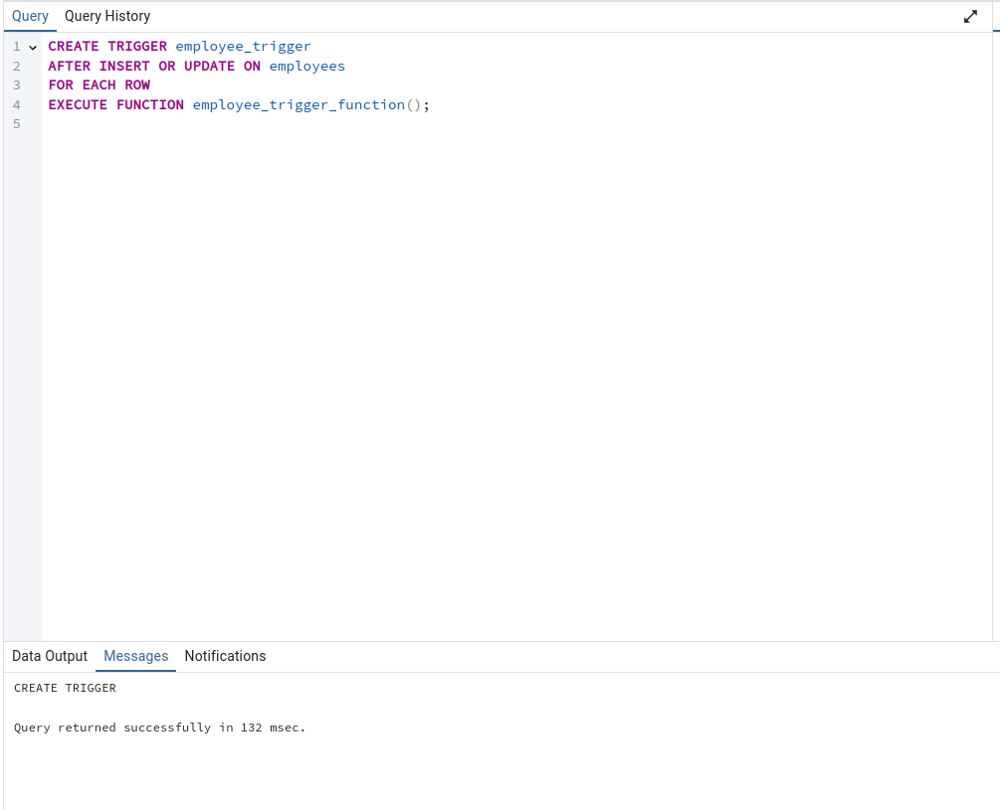 Query Query History
1 CREATE TRIGGER employee_trigger
2 AFTER INSERT OR UPDATE ON employees
3 FOR EACH ROW
4 EXECUTE FUNCTION employee_trigger_function();
5
Data Output Messages Notifications
CREATE TRIGGER
Query returned successfully in 132 msec.